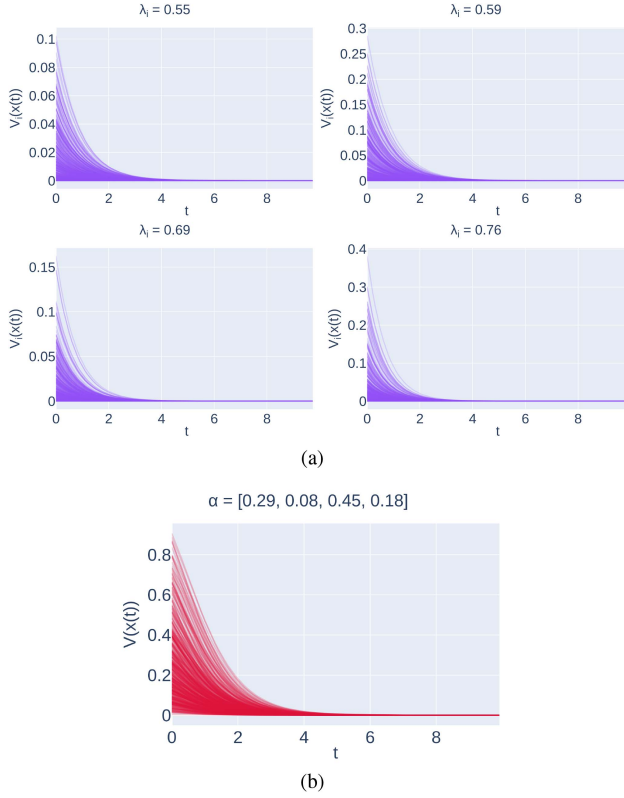 λi = 0.55
λi = 0.59
Vi(x(t))
0.1
0.08
0.06
0.04
0.02
0
0 2 4 6 8
t
Vi(x(t))
0.3
0.25
0.2
0.15
0.1
0.05
0
0 2 4 6 8
t
λi = 0.69
λi = 0.76
Vi(x(t))
0.15
0.1
0.05
0
0 2 4 6 8
t
Vi(x(t))
0.4
0.3
0.2
0.1
0
0 2 4 6 8
t
(a)
α = [0.29, 0.08, 0.45, 0.18]
V(x(t))
0.8
0.6
0.4
0.2
0
0 2 4 6 8
t
(b)